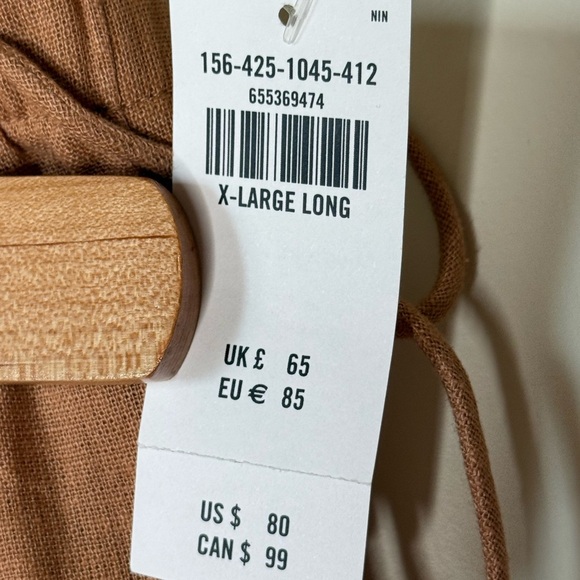 NIN
156-425-1045-412
655369474
X-LARGE LONG
UK £ 65
EU € 85
US $ 80
CAN $ 99